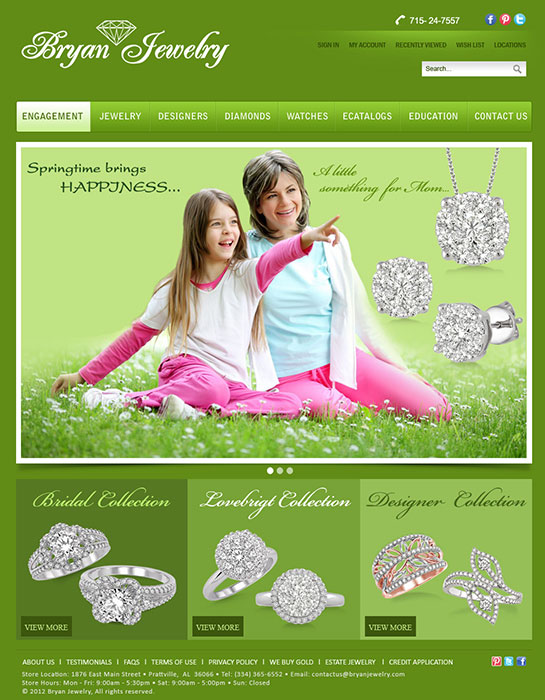 Bryan Jewelry
715- 24-7557
SIGN IN MY ACCOUNT RECENTLY VIEWED WISH LIST LOCATIONS
Search...
ENGAGEMENT JEWELRY DESIGNERS DIAMONDS WATCHES ECATALOGS EDUCATION CONTACT US
Springtime brings
HAPPINESS...
A little
something for Mom...
Bridal Collection
Lovebrigt Collection
Designer Collection
VIEW MORE
VIEW MORE
VIEW MORE
ABOUT US | TESTIMONIALS | FAQS | TERMS OF USE | PRIVACY POLICY | WE BUY GOLD | ESTATE JEWELRY | CREDIT APPLICATION
Store Location: 1876 East Main Street • Prattville, AL 36066 • Tel: (334) 365-6552 • Email: contactus@bryanjewelry.com
Store Hours: Mon - Fri: 9:00am - 5:30pm • Sat: 9:00am - 5:00pm • Sun: Closed
© 2012 Bryan Jewelry, All rights reserved.